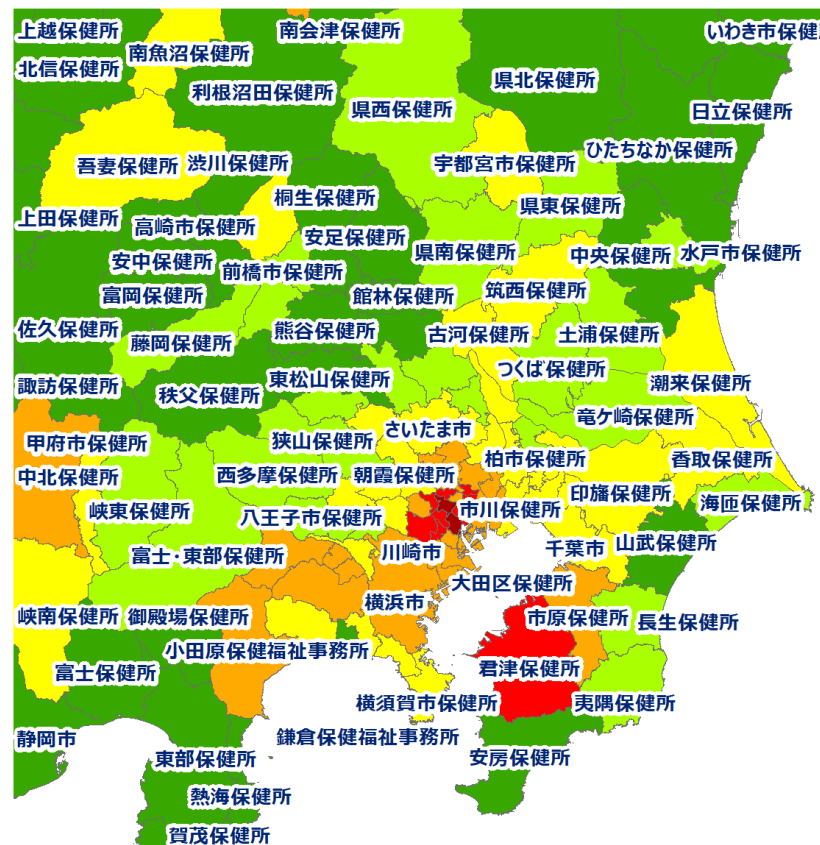 上越保健所
南会津保健所
いわき市保健
南魚沼保健所
北信保健所
県北保健所
利根沼田保健所
県西保健所
日立保健所
ひたちなか保健所
吾妻保健所
渋川保健所
宇都宮市保健所
桐生保健所
県東保健所
上田保健所
高崎市保健所
安足保健所
県南保健所
中央保健所
水戸市保健所
安中保健所
前橋市保健所
富岡保健所
館林保健所
筑西保健所
佐久保健所
藤岡保健所
熊谷保健所
古河保健所
土浦保健所
つくば保健所
諏訪保健所
秩父保健所
東松山保健所
潮来保健所
竜ケ崎保健所
甲府市保健所
狭山保健所
さいたま市
中北保健所
西多摩保健所
朝霞保健所
柏市保健所
香取保健所
印旛保健所
海匝保健所
峡東保健所
八王子市保健所
市川保健所
富士・東部保健所
川崎市
千葉市
山武保健所
大田区保健所
峡南保健所
御殿場保健所
横浜市
市原保健所
長生保健所
小田原保健福祉事務所
富士保健所
君津保健所
横須賀市保健所
夷隅保健所
静岡市
鎌倉保健福祉事務所
東部保健所
安房保健所
熱海保健所
賀茂保健所